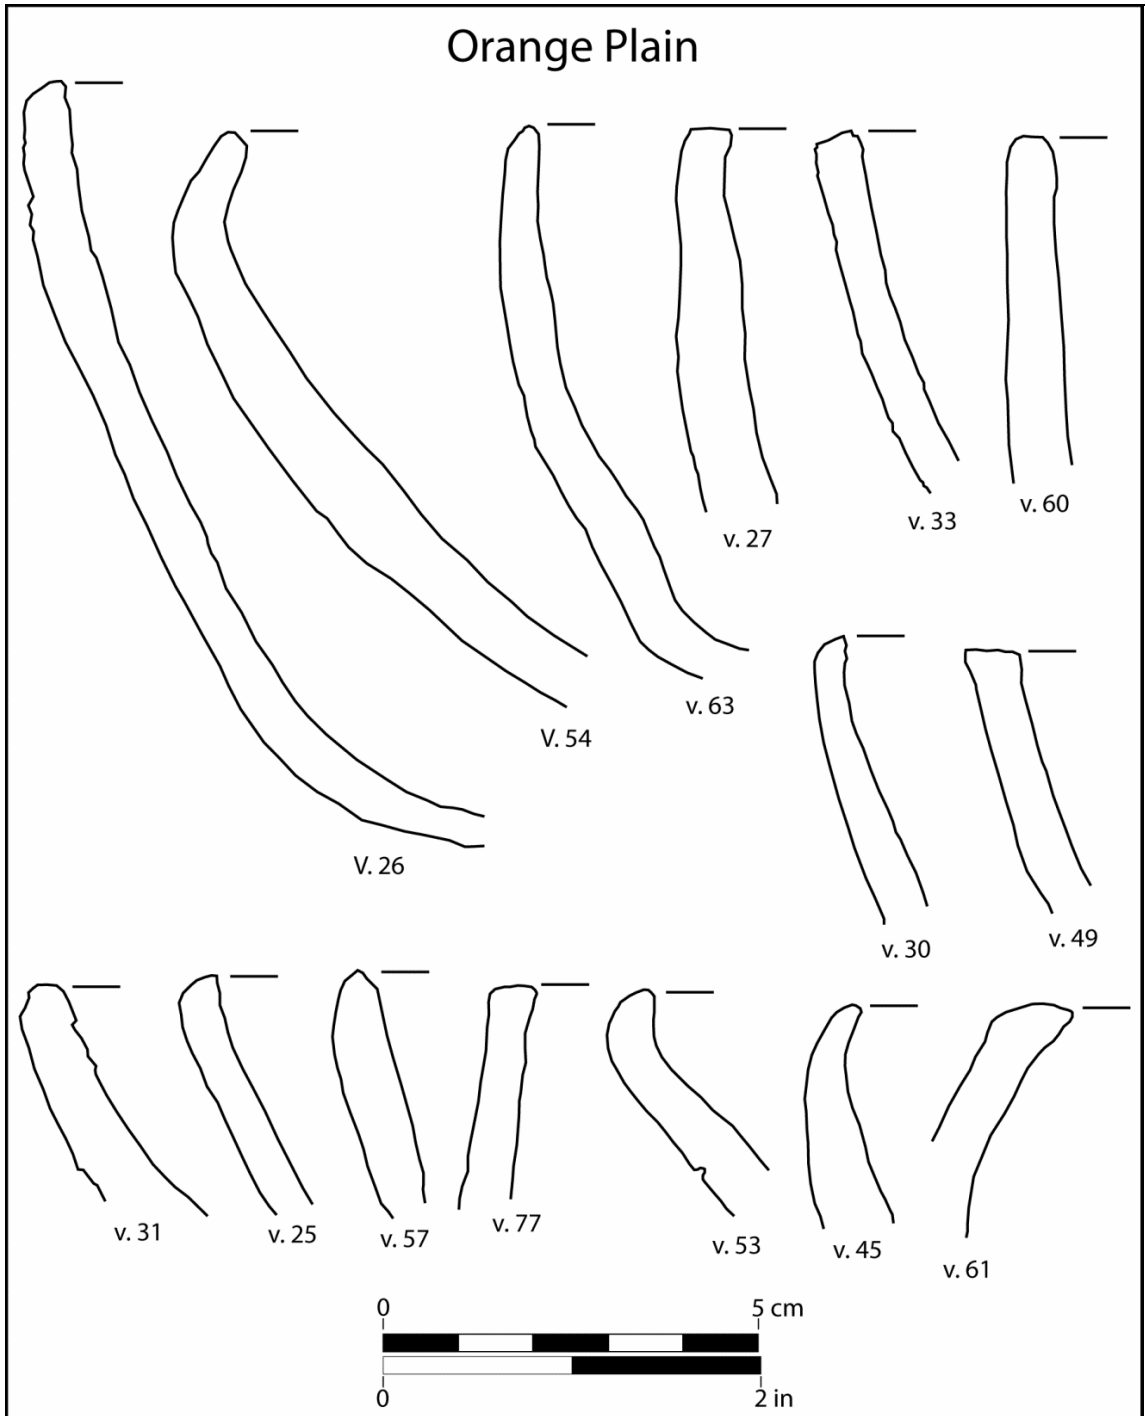 Orange Plain
v. 27
v. 33
v. 60
V. 54
v. 63
V. 26
v. 30
v. 49
v. 31
v. 25
v. 57
v. 77
v. 53
v. 45
v. 61
0 5 cm
0 2 in